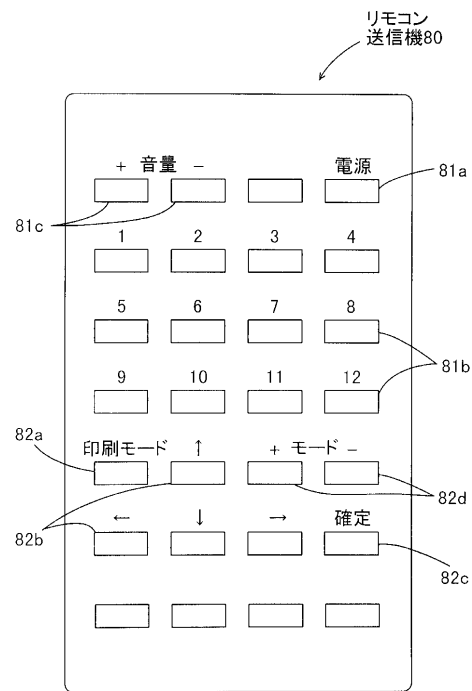 リモコン
送信機80
+ 音量 -
電源
81a
81c
1 2 3 4
5 6 7 8
81b
9 10 11 12
82a
印刷モード ↑ + モード -
82d
82b
← ↓ → 確定
82c